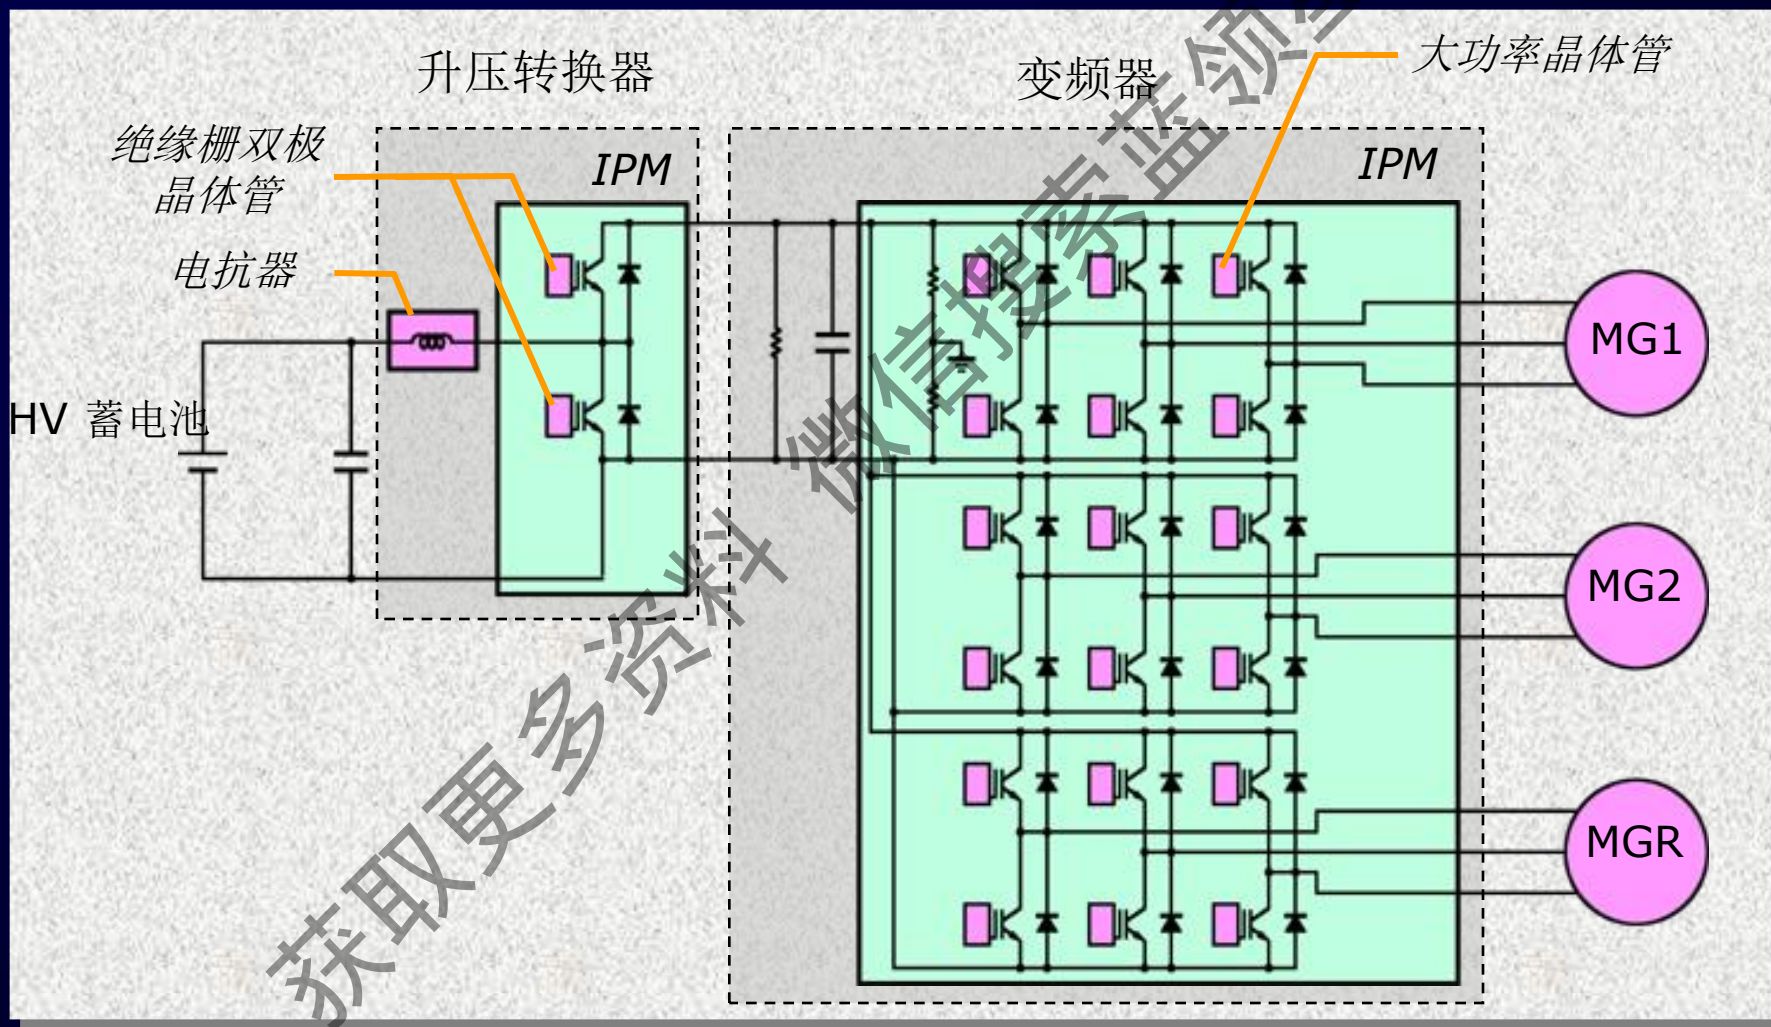 升压转换器
变频器
大功率晶体管
绝缘栅双极
晶体管
IPM
IPM
电抗器
HV 蓄电池
MG1
MG2
MGR
获取更多资料 微信搜索蓝领